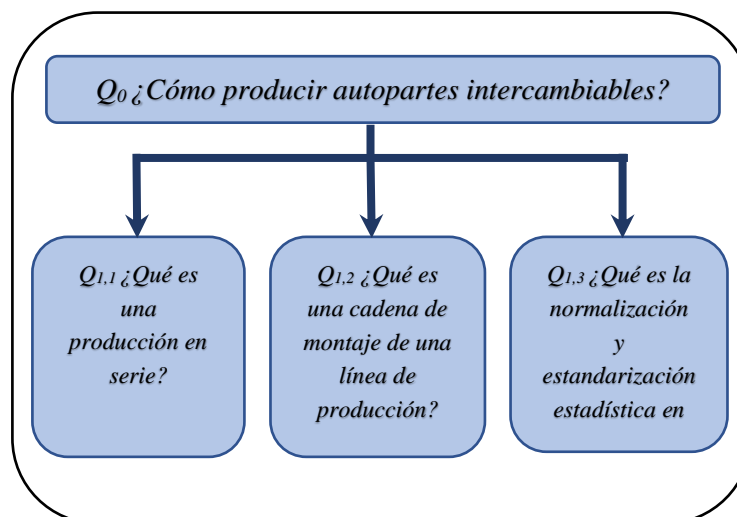 Q0 ¿Cómo producir autopartes intercambiables?
Q1,1 ¿Qué es
una
producción en
serie?
Q1,2 ¿Qué es
una cadena de
montaje de una
línea de
producción?
Q1,3 ¿Qué es la
normalización
y
estandarización
estadística en